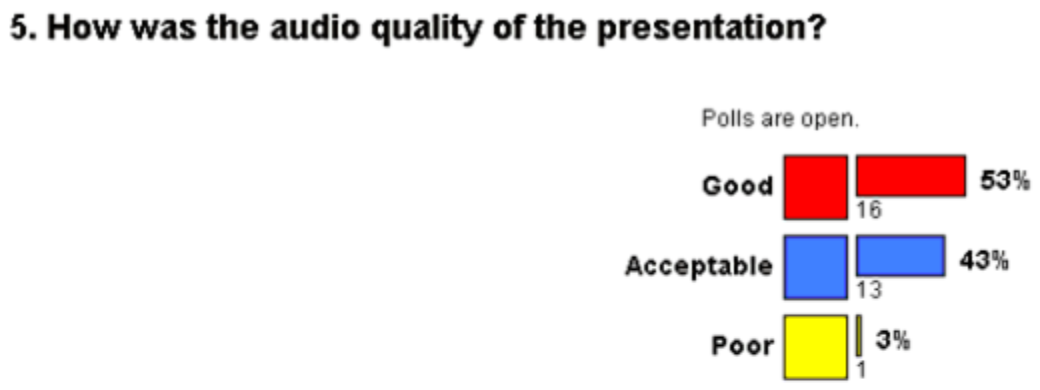 5. How was the audio quality of the presentation?
Polls are open.
Good 53%
16
Acceptable 43%
13
Poor 3%
1